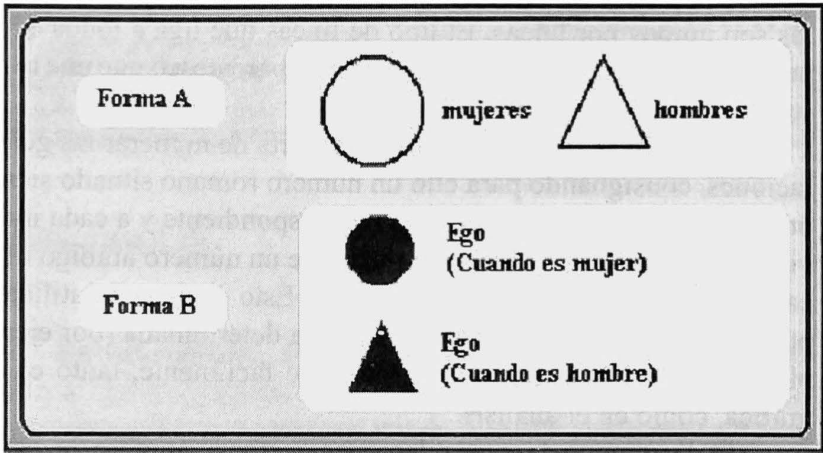 Forma A
mujeres
hombres
Forma B
Ego
(Cuando es mujer)
Ego
(Cuando es hombre)